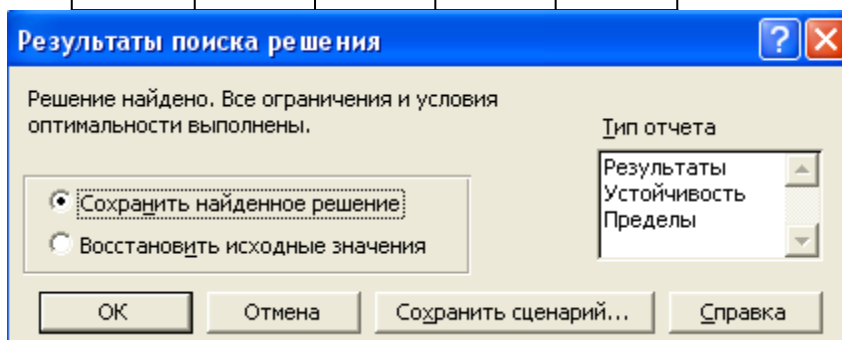 Результаты поиска решения
Решение найдено. Все ограничения и условия
оптимальности выполнены.
Тип отчета
Результаты
Устойчивость
Пределы
Сохранить найденное решение
Восстановить исходные значения
ОК
Отмена
Сохранить сценарий...
Справка